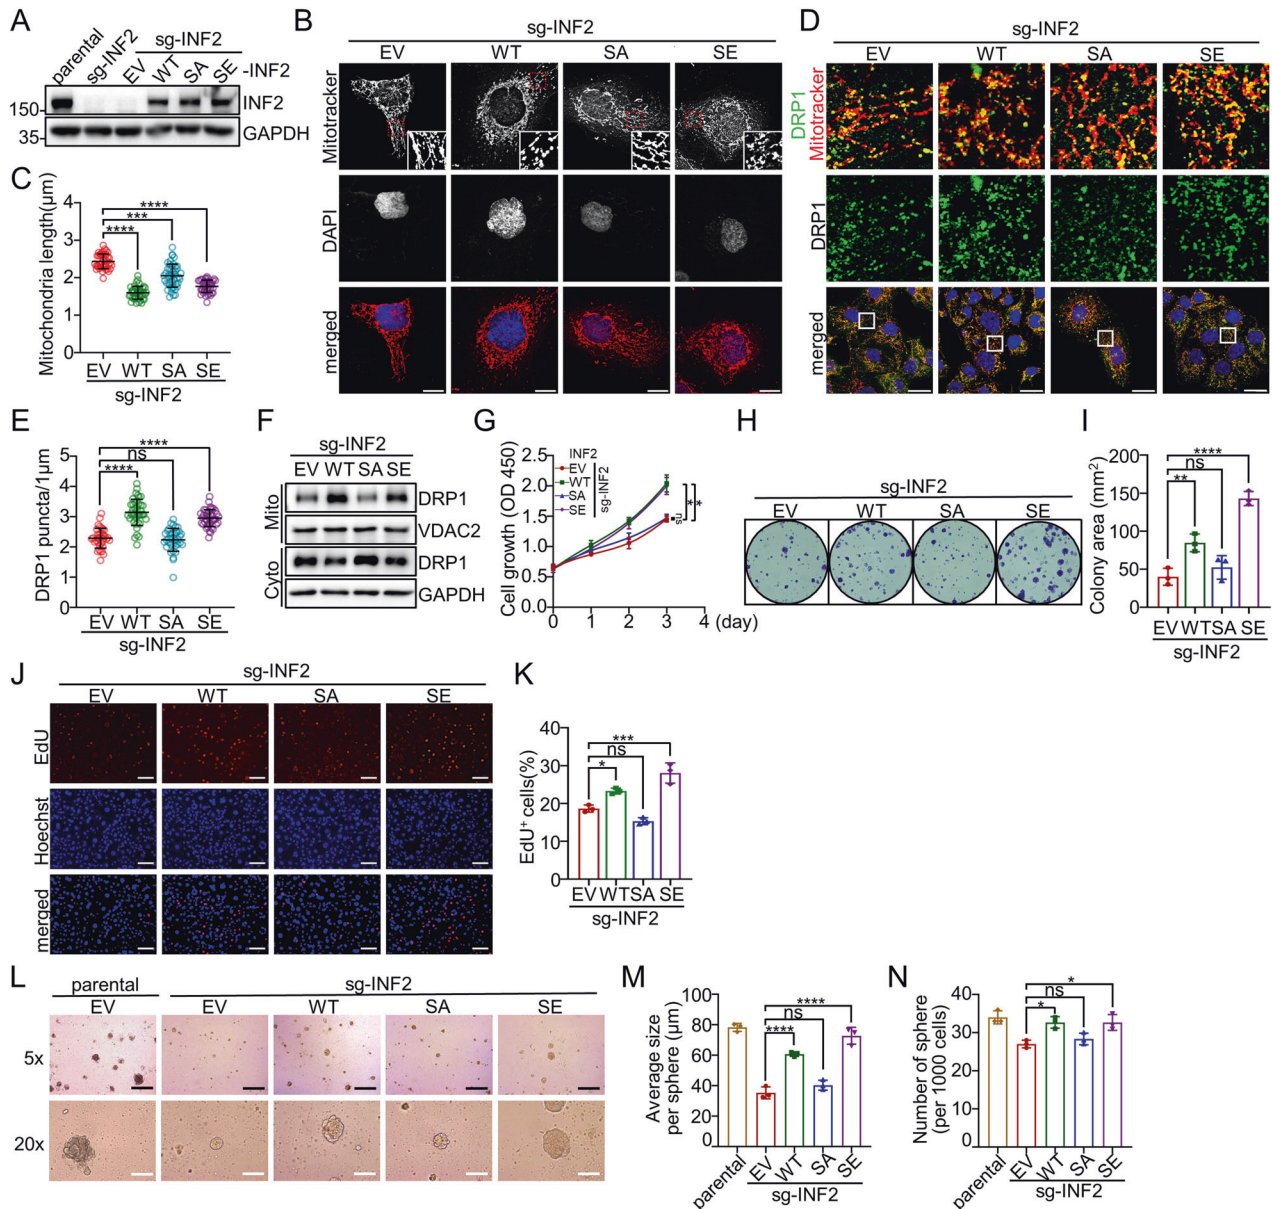 A
parental
sg-INF2
sg-INF2
EV
WT
SA
SE
-INF2
150
INF2
35
GAPDH
B
sg-INF2
EV WT SA SE
Mitotracker
DAPI
merged
C
Mitochondria length(µm)
4
3
2
1
0
****
***
****
EV WT SA SE
sg-INF2
D
sg-INF2
EV WT SA SE
DRP1
Mitotracker
DRP1
merged
E
DRP1 puncta/1µm
5
4
3
2
1
0
****
ns
****
EV WT SA SE
sg-INF2
F
sg-INF2
EV WT SA SE
Mito
DRP1
VDAC2
Cyto
DRP1
GAPDH
G
Cell growth (OD 450)
2.5
2.0
1.5
1.0
0.5
0.0
INF2
EV
WT
SA
SE
sg-INF2
*
*
ns
0 1 2 3 4 (day)
H
sg-INF2
EV WT SA SE
I
Colony area (mm²)
200
150
100
50
0
****
ns
**
EV WT SA SE
sg-INF2
J
sg-INF2
EV WT SA SE
EdU
Hoechst
merged
K
EdU⁺ cells(%)
40
30
20
10
0
***
ns
*
EV WT SA SE
sg-INF2
L
parental sg-INF2
EV EV WT SA SE
5x
20x
M
Average size
per sphere (µm)
100
80
60
40
20
0
****
ns
****
parental
EV
WT
SA
SE
sg-INF2
N
Number of sphere
(per 1000 cells)
40
30
20
10
0
*
ns
*
parental
EV
WT
SA
SE
sg-INF2